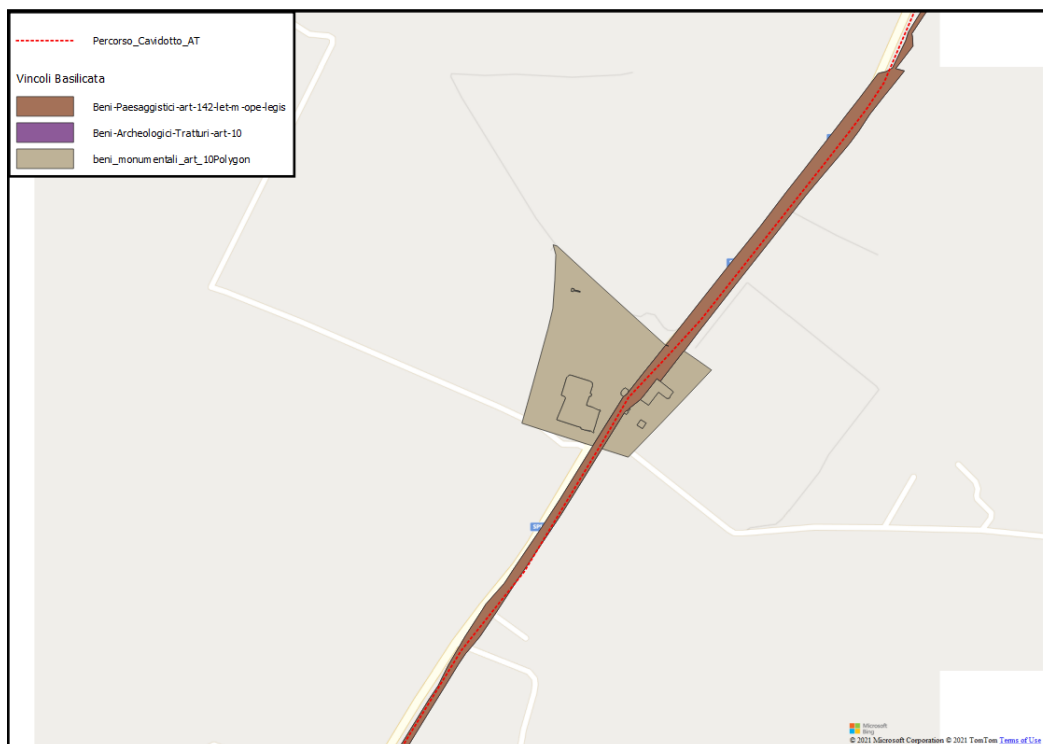 Percorso_Cavidotto_AT
Vincoli Basilicata
Beni-Paesaggistici-art-142-let-m-ope-legis
Beni-Archeologici-Tratturi-art-10
beni_monumentali_art_10Polygon
Microsoft
Bing
© 2021 Microsoft Corporation © 2021 TomTom Terms of Use